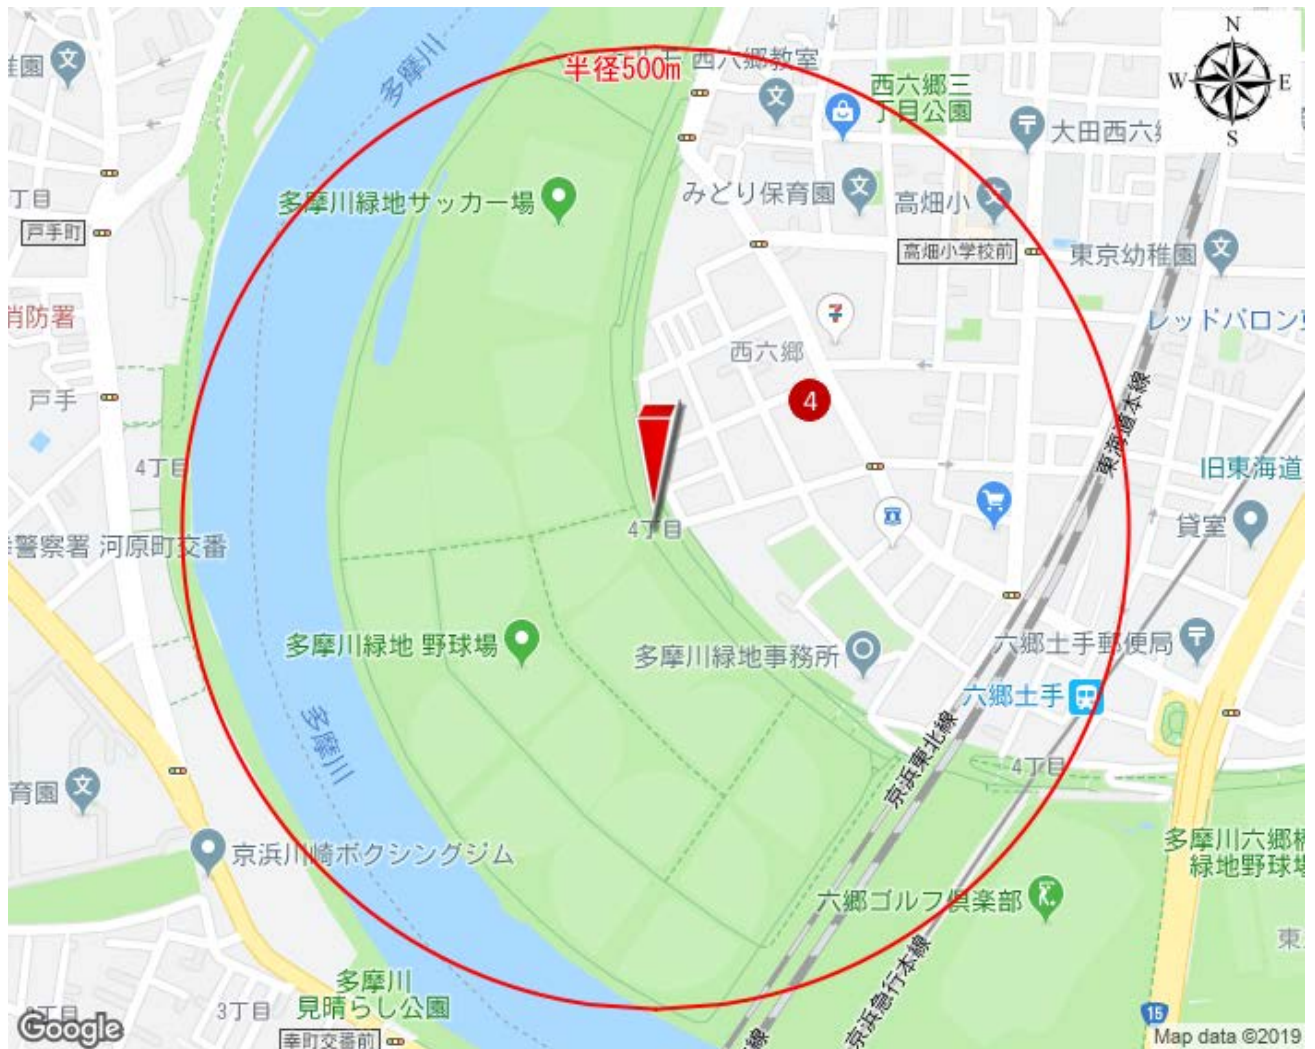 N
W
E
S
多摩川
半径500m
西六郷教室
西六郷三
丁目公園
稚園
大田西六郷
多摩川緑地サッカー場
みどり保育園
高畑小
丁目
戸手町
高畑小学校前
東京幼稚園
消防署
レッドバロン
西六郷
戸手
4
東海道本線
4丁目
旧東海道
貸室
警察署 河原町交番
4丁目
多摩川緑地 野球場
多摩川緑地事務所
六郷土手郵便局
六郷土手
多摩川
京浜東北線
4丁目
育園
京浜川崎ボクシングジム
多摩川六郷橋
緑地野球場
六郷ゴルフ倶楽部
東
京浜急行本線
多摩川
見晴らし公園
3丁目
15
線
Google
幸町交番前
Map data ©2019